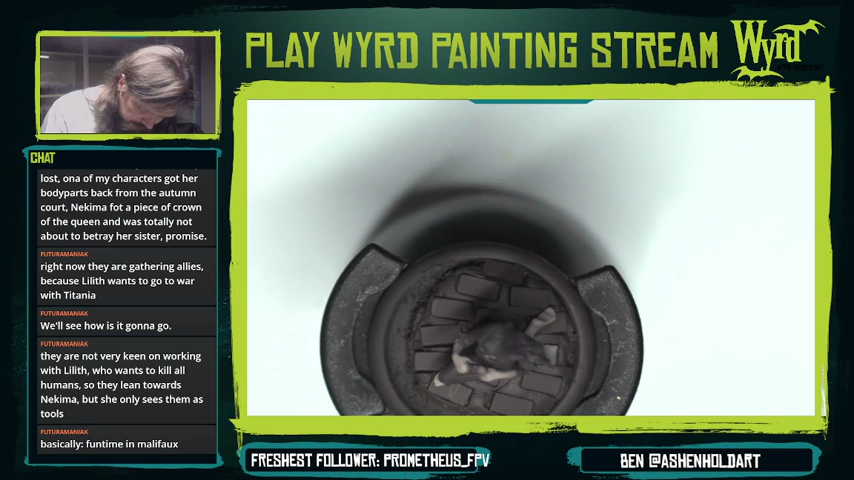 PLAY WYRD PAINTING STREAM
Wyrd
CHAT
lost, ona of my characters got her
bodyparts back from the autumn
court, Nekima fot a piece of crown
of the queen and was totally not
about to betray her sister, promise.
FUTURAMANIAK
right now they are gathering allies,
because Lilith wants to go to war
with Titania
FUTURAMANIAK
We'll see how is it gonna go.
FUTURAMANIAK
they are not very keen on working
with Lilith, who wants to kill all
humans, so they lean towards
Nekima, but she only sees them as
tools
FUTURAMANIAK
basically: funtime in malifaux
FRESHEST FOLLOWER: PROMETHEUS_FPV
BEN @ASHENHOLDART